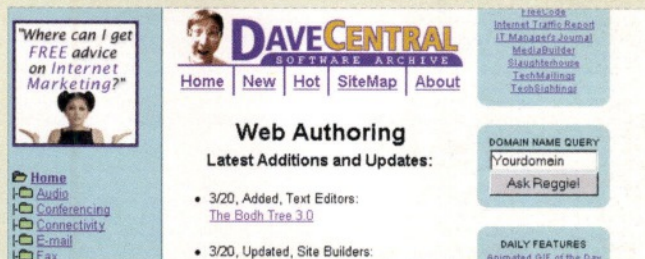 "Where can I get
FREE advice
on Internet
Marketing?"
Home
Audio
Conferencing
Connectivity
E-mail
Fax
DAVECENTRAL
SOFTWARE ARCHIVE
Home New Hot SiteMap About
Web Authoring
Latest Additions and Updates:
• 3/20, Added, Text Editors:
The Bodh Tree 3.0
• 3/20, Updated, Site Builders:
FreeCode
Internet Traffic Report
IT Manager's Journal
MediaBuilder
Slaughterhouse
TechMailings
TechSightings
DOMAIN NAME QUERY
Yourdomain
Ask Reggie!
DAILY FEATURES
Animated GIF of the Day